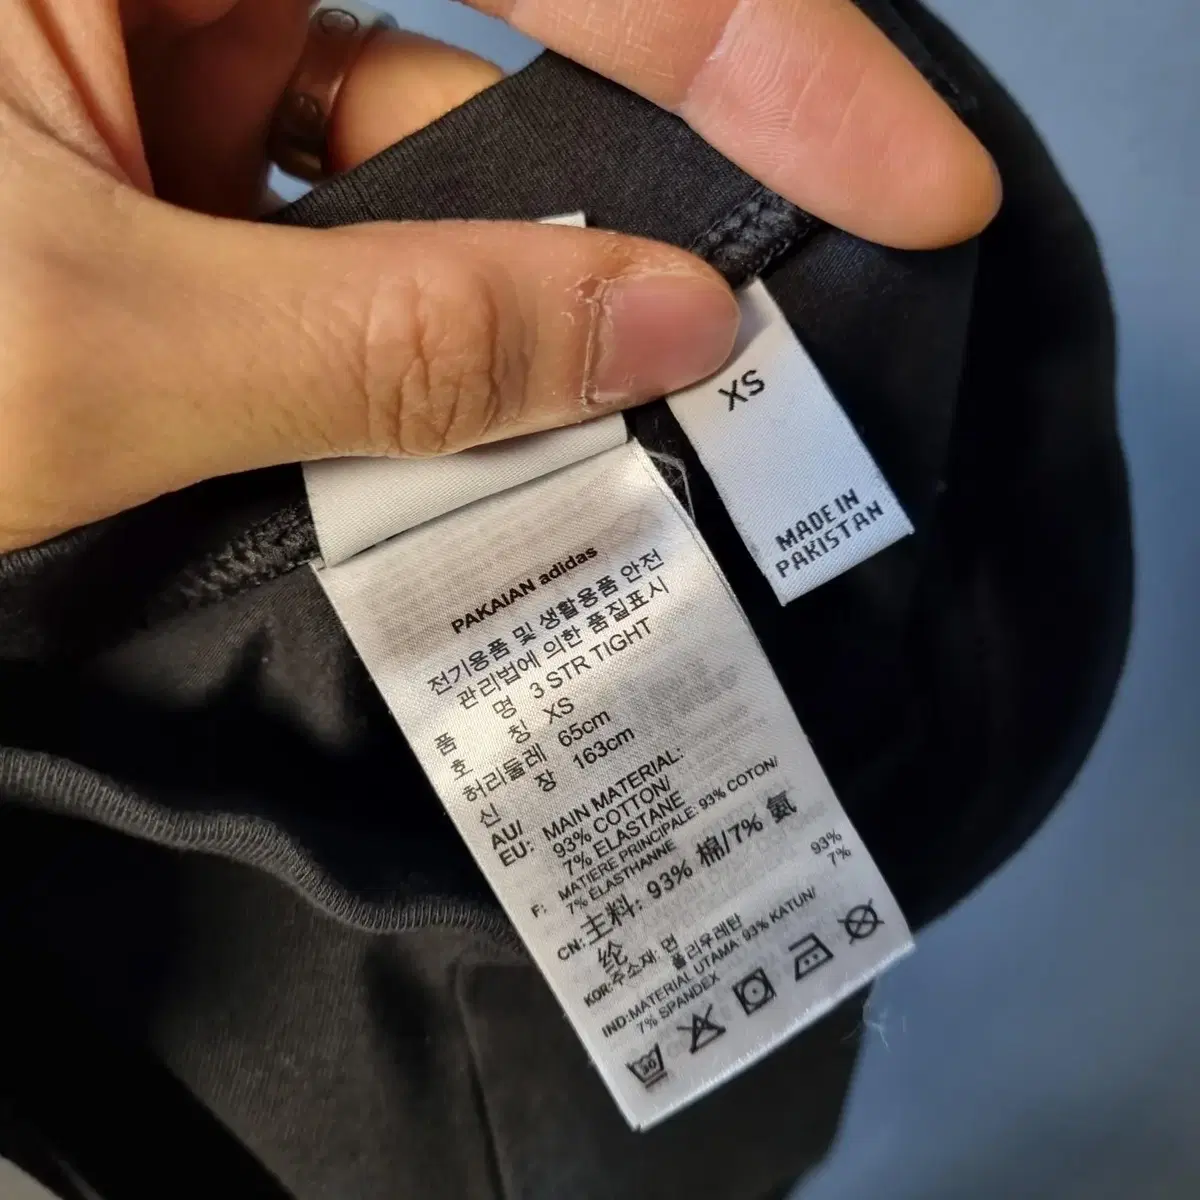 XS
MADE IN
PAKISTAN
PAKAIAN adidas
전기용품 및 생활용품 안전
관리법에 의한 품질표시
품 명 3 STR TIGHT
호 칭 XS
허리둘레 65cm
신 장 163cm
AU/
EU: MAIN MATERIAL:
93% COTTON/
7% ELASTANE
F: MATIERE PRINCIPALE: 93% COTON/
7% ELASTHANNE
CN: 主料: 93% 棉/7% 氨
纶
KOR:주소재: 면 93%
폴리우레탄 7%
IND:MATERIAL UTAMA: 93% KATUN/
7% SPANDEX
30